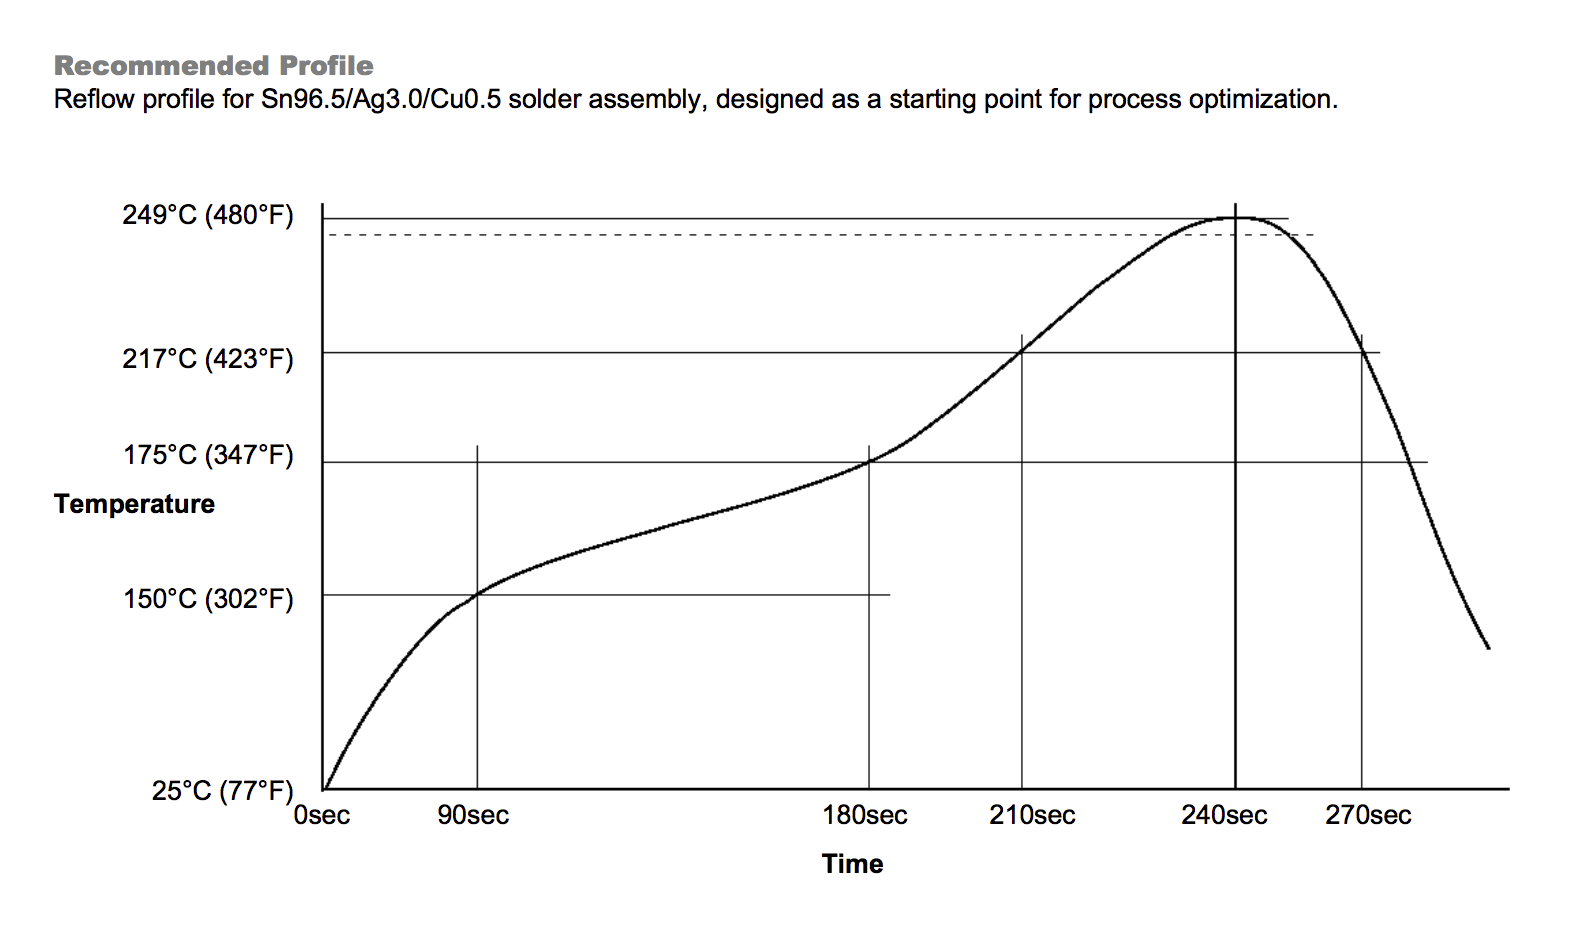 Recommended Profile
Reflow profile for Sn96.5/Ag3.0/Cu0.5 solder assembly, designed as a starting point for process optimization.
249°C (480°F)
217°C (423°F)
175°C (347°F)
Temperature
150°C (302°F)
25°C (77°F)
0sec 90sec 180sec 210sec 240sec 270sec
Time